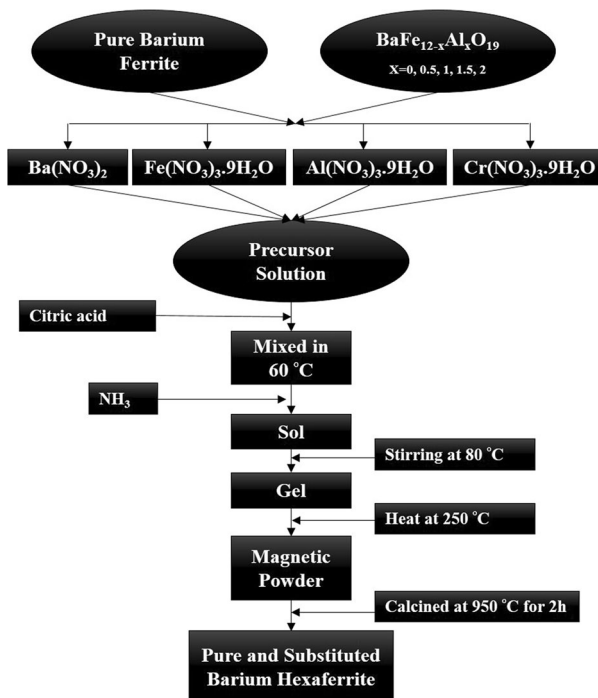 Pure Barium
Ferrite
BaFe₁₂₋ₓAlₓO₁₉
X=0, 0.5, 1, 1.5, 2
Ba(NO₃)₂
Fe(NO₃)₃.9H₂O
Al(NO₃)₃.9H₂O
Cr(NO₃)₃.9H₂O
Precursor
Solution
Citric acid
Mixed in
60 °C
NH₃
Sol
Stirring at 80 °C
Gel
Heat at 250 °C
Magnetic
Powder
Calcined at 950 °C for 2h
Pure and Substituted
Barium Hexaferrite